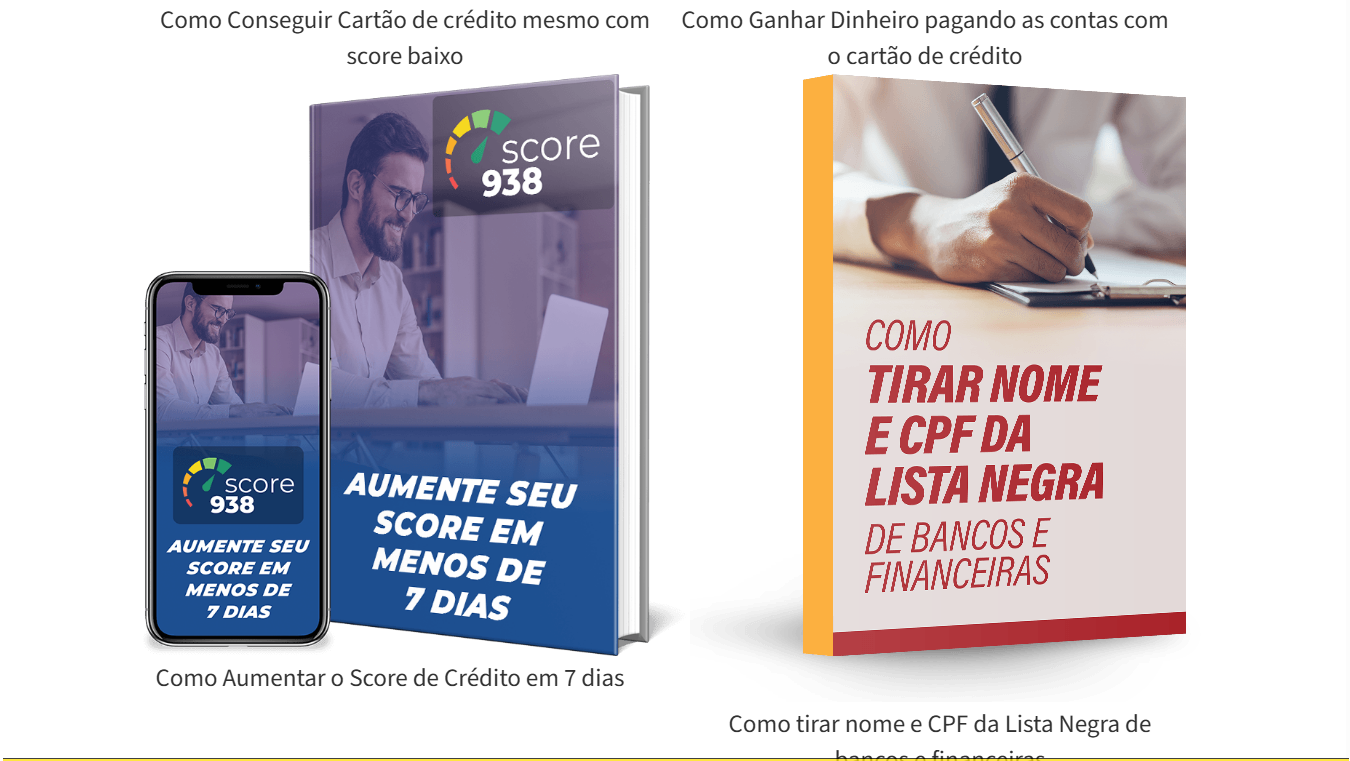 Como Conseguir Cartão de crédito mesmo com
score baixo
Como Ganhar Dinheiro pagando as contas com
o cartão de crédito
score
938
AUMENTE SEU
SCORE EM
MENOS DE
7 DIAS
score
938
AUMENTE SEU
SCORE EM
MENOS DE
7 DIAS
Como Aumentar o Score de Crédito em 7 dias
COMO
TIRAR NOME
E CPF DA
LISTA NEGRA
DE BANCOS E
FINANCEIRAS
Como tirar nome e CPF da Lista Negra de
bancos e financeiras